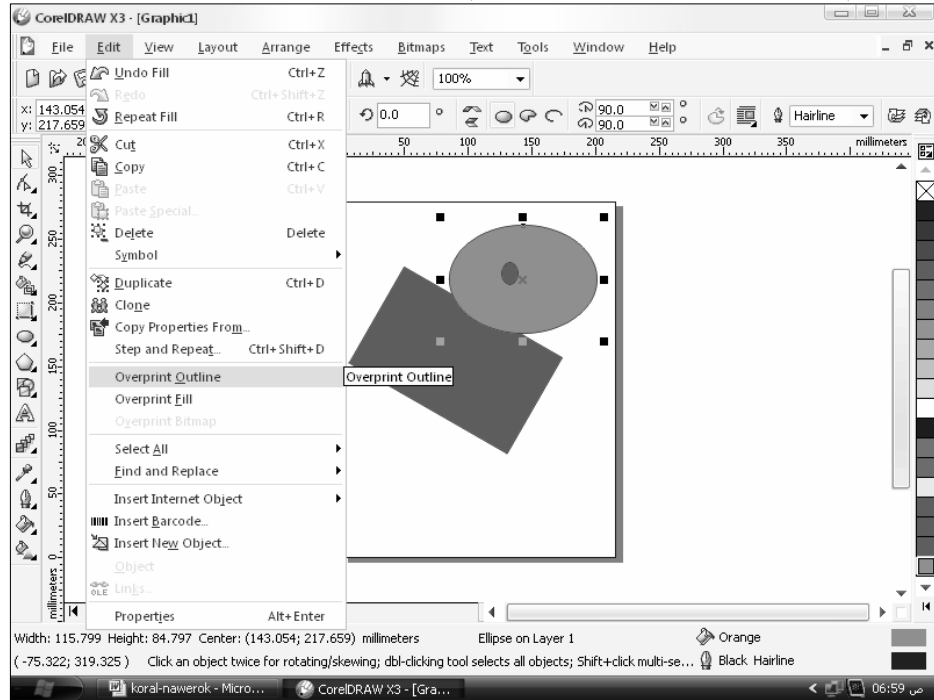 CorelDRAW X3 - [Graphic1]
File Edit View Layout Arrange Effects Bitmaps Text Tools Window Help
Undo Fill Ctrl+Z
100%
Redo Ctrl+Shift+Z
x: 143.054
y: 217.659
Repeat Fill Ctrl+R
0.0 °
90.0 °
90.0 °
Hairline
Cut Ctrl+X
50 100 150 200 250 300 350 millimeters
Copy Ctrl+C
Paste Ctrl+V
Paste Special...
Delete Delete
Symbol
Duplicate Ctrl+D
Clone
Copy Properties From...
Step and Repeat... Ctrl+Shift+D
Overprint Outline
Overprint Outline
Overprint Fill
Overprint Bitmap
Select All
Find and Replace
Insert Internet Object
Insert Barcode...
Insert New Object...
Object
OLE Links...
Properties Alt+Enter
300
250
200
150
100
50
0
millimeters
Width: 115.799 Height: 84.797 Center: (143.054; 217.659) millimeters Ellipse on Layer 1 Orange
( -75.322; 319.325 ) Click an object twice for rotating/skewing; dbl-clicking tool selects all objects; Shift+click multi-se... Black Hairline
koral-nawerok - Micro... CorelDRAW X3 - [Gra... 06:59 ص